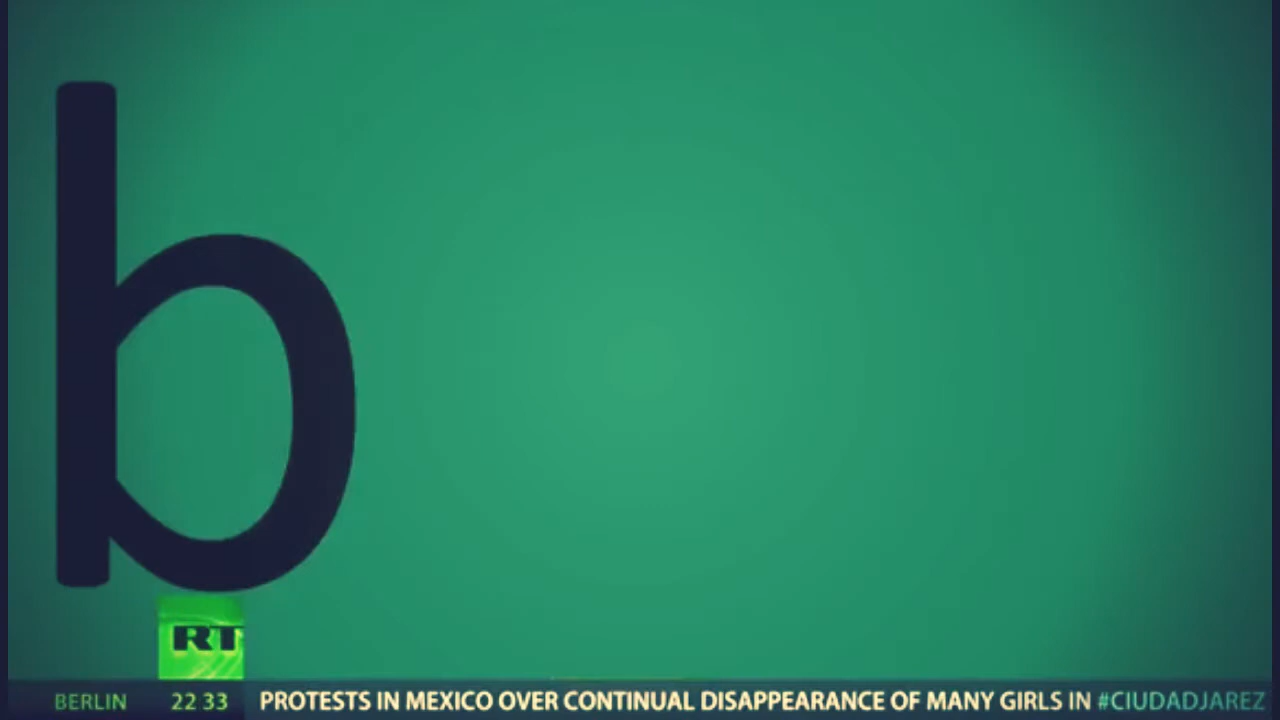 b
RT
BERLIN 22 33 PROTESTS IN MEXICO OVER CONTINUAL DISAPPEARANCE OF MANY GIRLS IN #CIUDADJAREZ